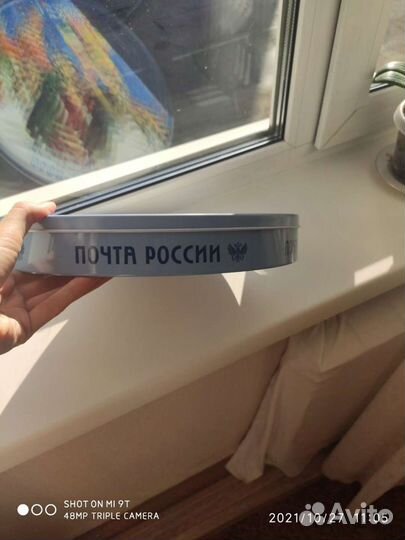 ПОЧТА РОССИИ
SHOT ON MI 9T
48MP TRIPLE CAMERA
2021/10/27 11:05
Avito